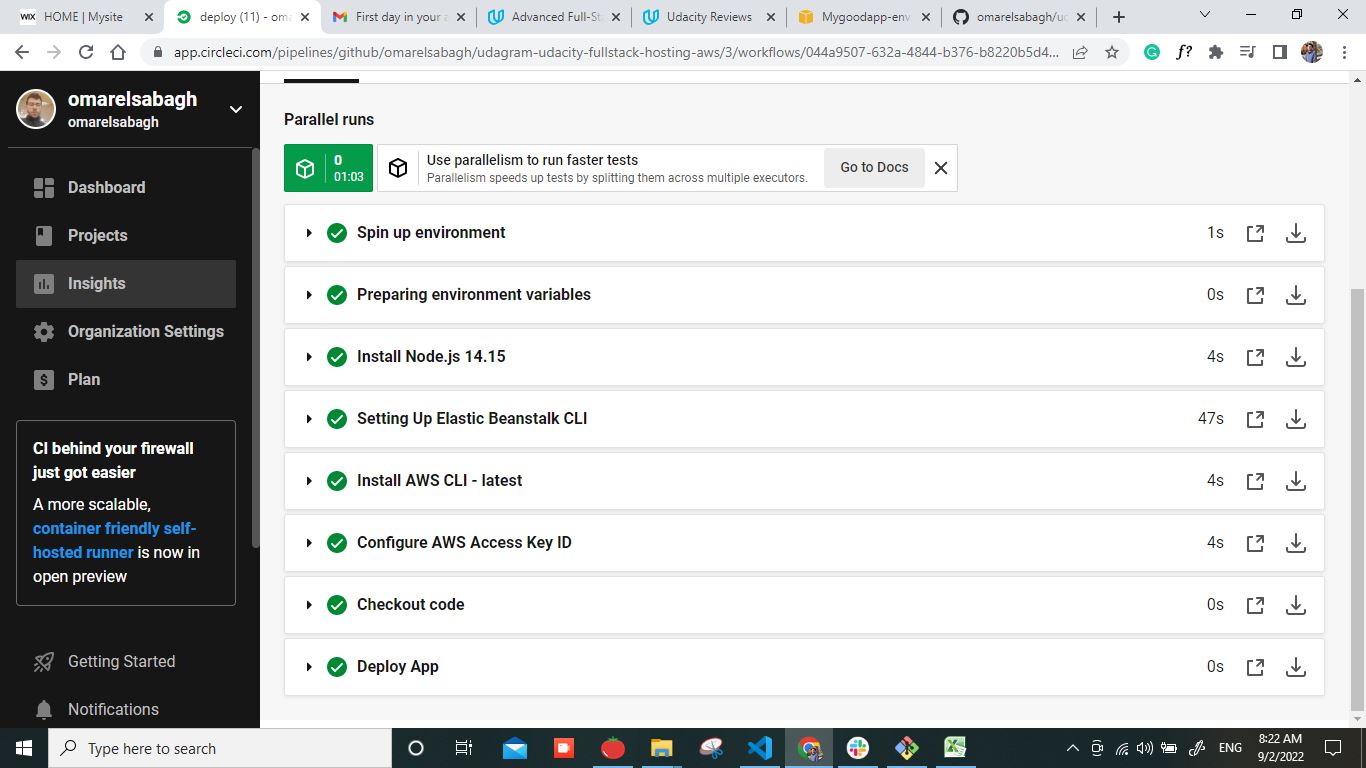 WIX HOME | Mysite
deploy (11) - oma
First day in your a
Advanced Full-St
Udacity Reviews
Mygoodapp-env
omarelsabagh/ud
app.circleci.com/pipelines/github/omarelsabagh/udagram-udacity-fullstack-hosting-aws/3/workflows/044a9507-632a-4844-b376-b8220b5d4...
f?
omarelsabagh
omarelsabagh
Dashboard
Projects
Insights
Organization Settings
Plan
CI behind your firewall
just got easier
A more scalable,
container friendly self-
hosted runner is now in
open preview
Getting Started
Notifications
Parallel runs
0
01:03
Use parallelism to run faster tests
Parallelism speeds up tests by splitting them across multiple executors.
Go to Docs
Spin up environment 1s
Preparing environment variables 0s
Install Node.js 14.15 4s
Setting Up Elastic Beanstalk CLI 47s
Install AWS CLI - latest 4s
Configure AWS Access Key ID 4s
Checkout code 0s
Deploy App 0s
Type here to search
ENG
8:22 AM
9/2/2022